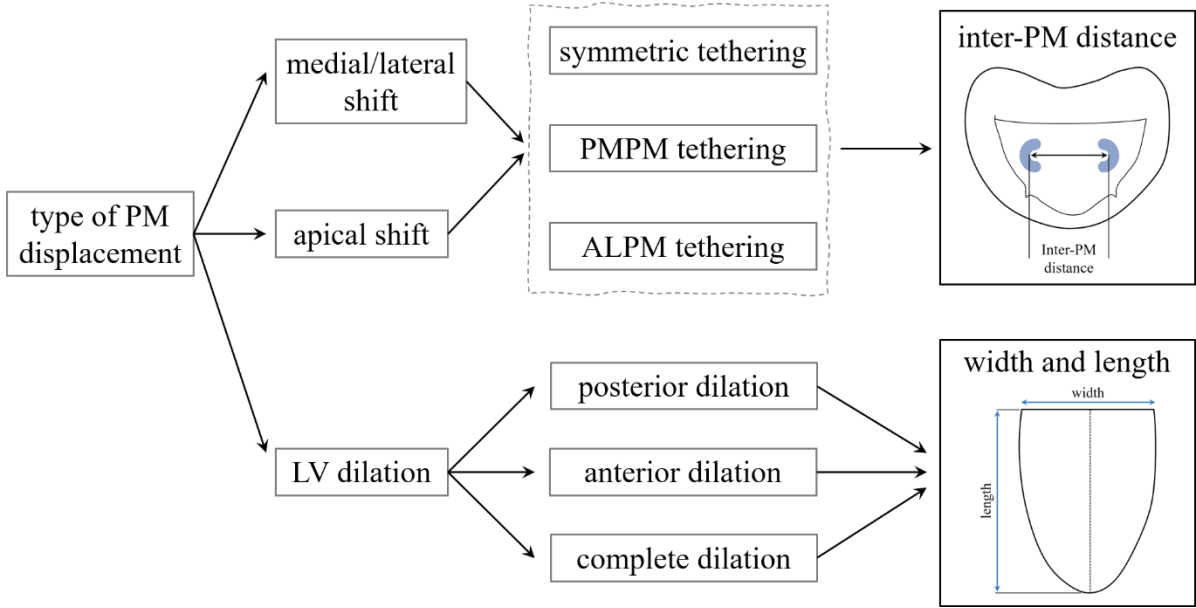 type of PM
displacement
medial/lateral
shift
apical shift
LV dilation
symmetric tethering
PMPM tethering
ALPM tethering
posterior dilation
anterior dilation
complete dilation
inter-PM distance
Inter-PM
distance
width and length
width
length